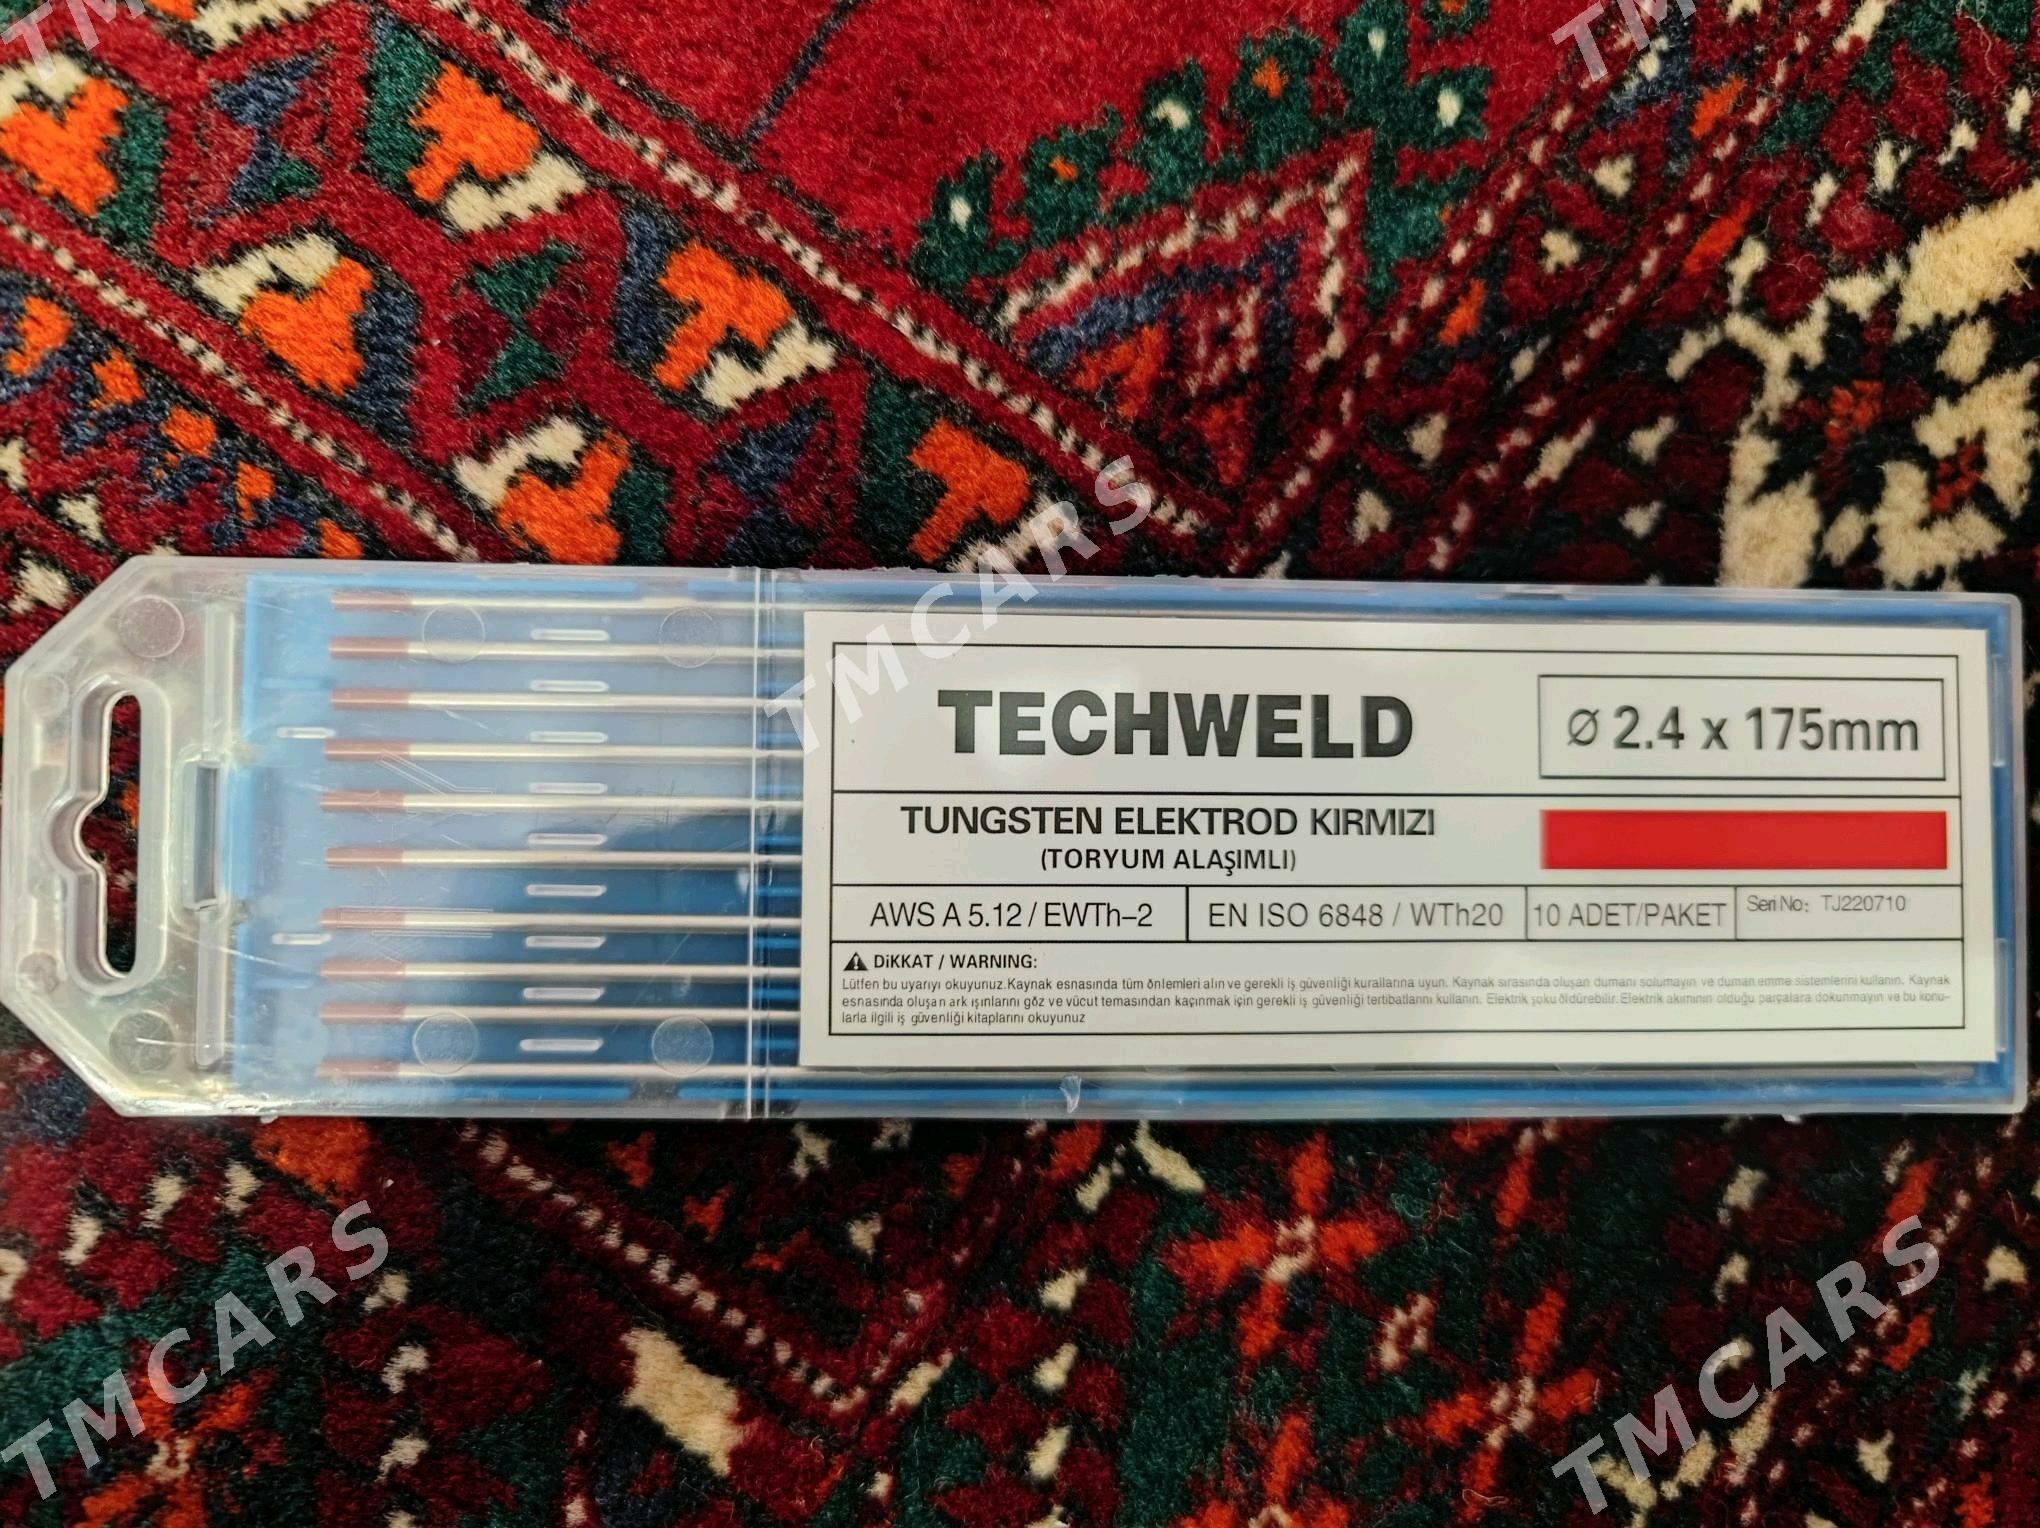 TMCARS
TMCARS
TMCARS
TECHWELD
Ø 2.4 x 175mm
TUNGSTEN ELEKTROD KIRMIZI
(TORYUM ALAŞIMLI)
AWS A 5.12 / EWTh–2
EN ISO 6848 / WTh20
10 ADET/PAKET
Seri No: TJ220710
DiKKAT / WARNING:
Lütfen bu uyarıyı okuyunuz.Kaynak esnasında tüm önlemleri alın ve gerekli iş güvenliği kurallarına uyun. Kaynak sırasında oluşan dumanı solumayın ve duman emme sistemlerini kullanın. Kaynak
esnasında oluşan ark ışınlarını göz ve vücut temasından kaçınmak için gerekli iş güvenliği tertibatlarını kullanın. Elektrik şoku öldürebilir. Elektrik akımının olduğu parçalara dokunmayın ve bu konu-
larla ilgili iş güvenliği kitaplarını okuyunuz
TMCARS
TMCARS